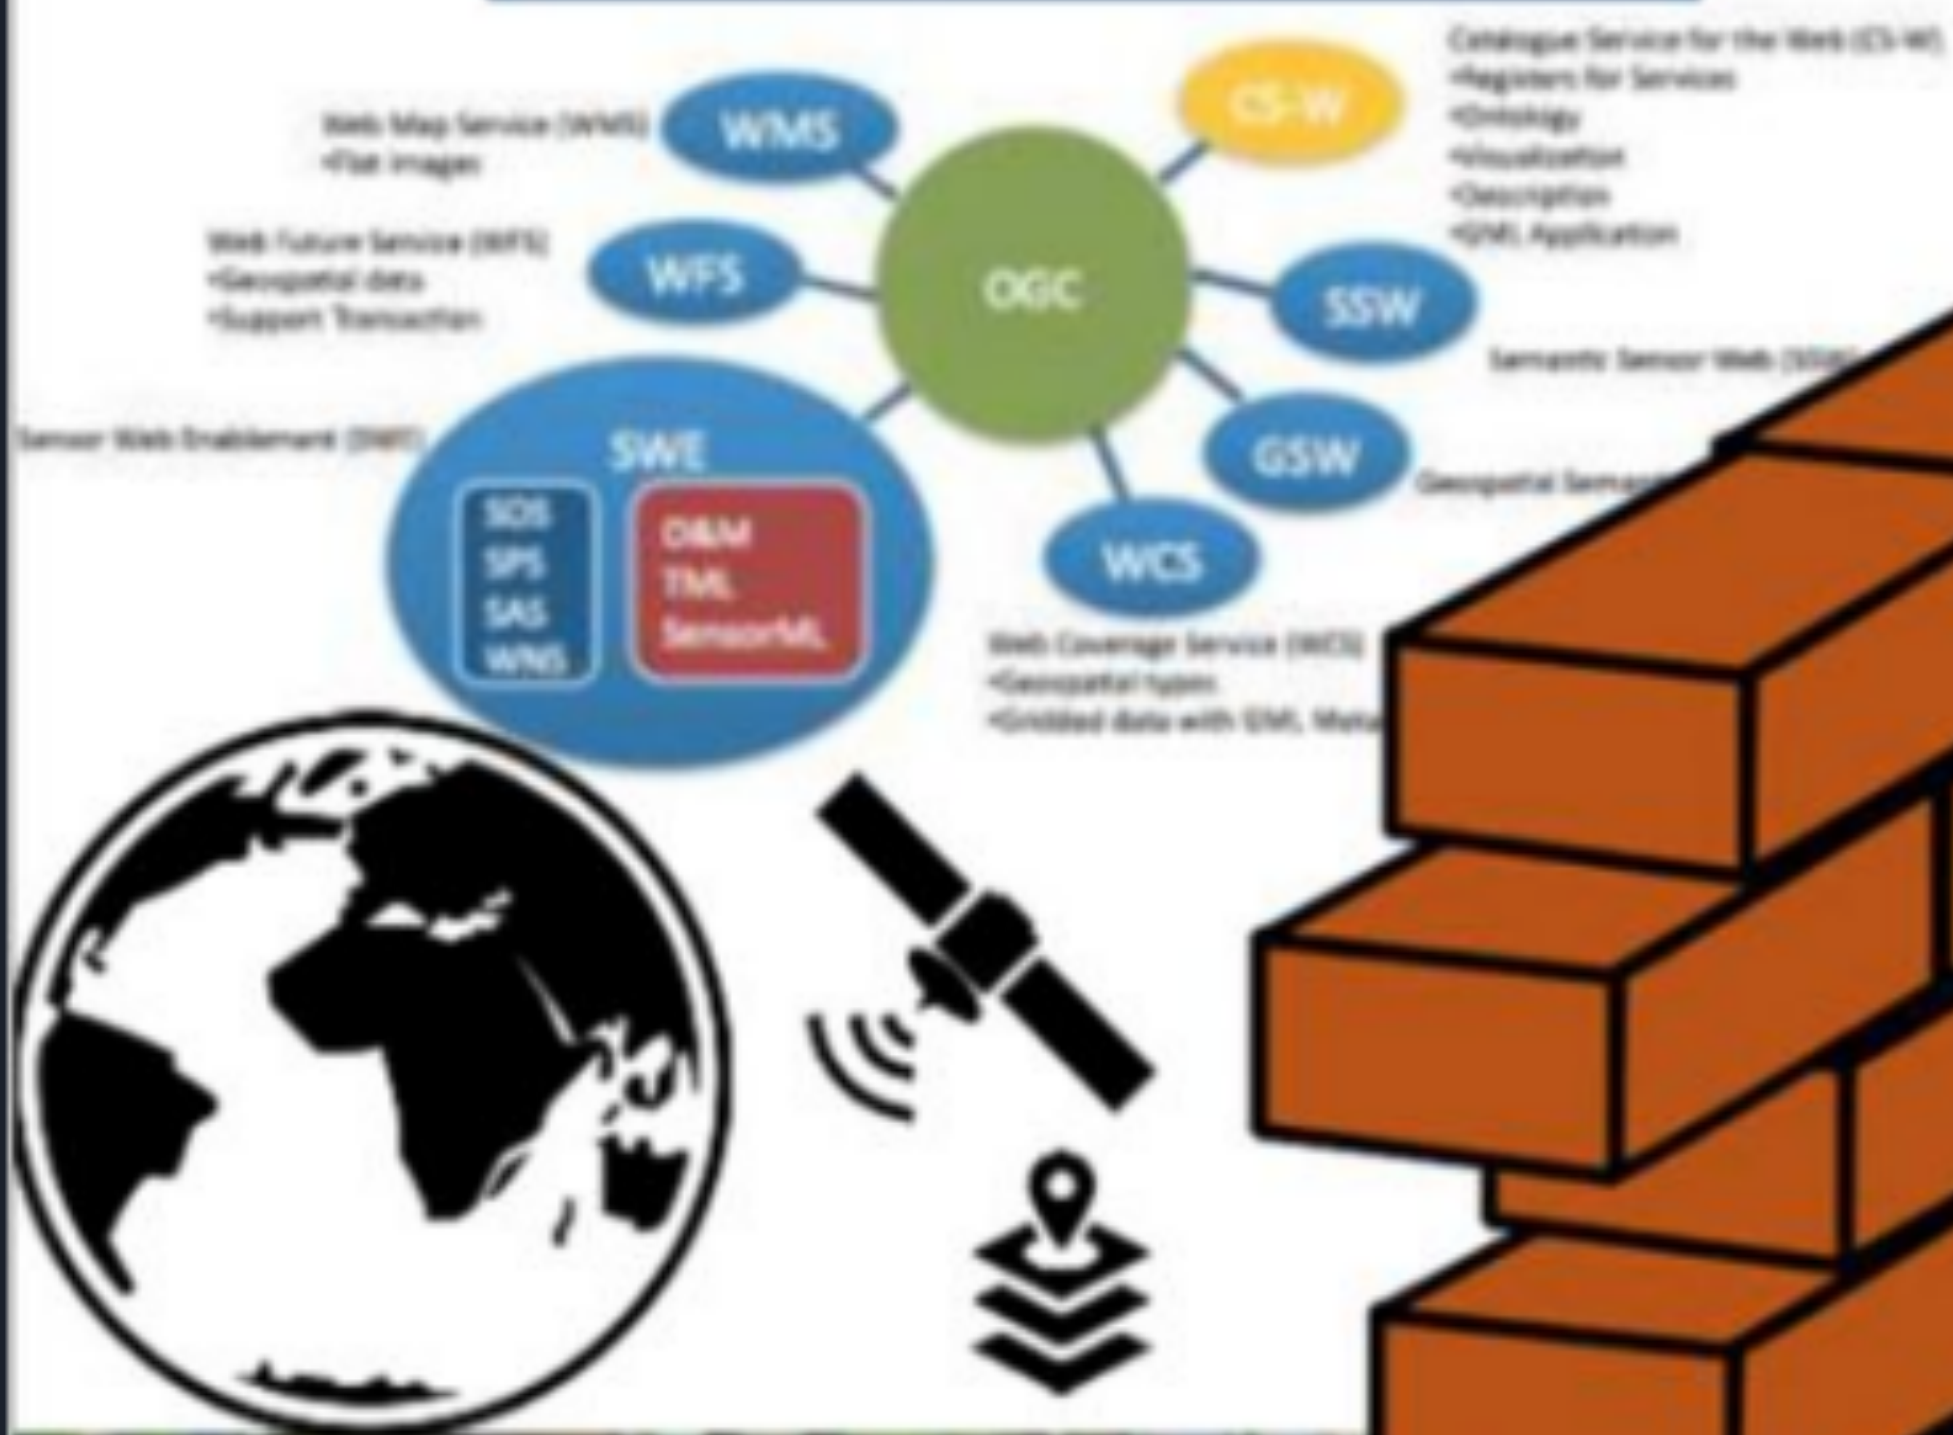 Catalogue Service for the Web (CS-W)
•Registers for Services
•Ontology
•Visualization
•Description
•GML Application
CS-W
Web Map Service (WMS)
•Flat images
WMS
Web Future Service (WFS)
•Geospatial data
•Support Transaction
WFS
OGC
SSW
Semantic Sensor Web (SSW)
Sensor Web Enablement (SWE)
SWE
SOS
SPS
SAS
WNS
O&M
TML
SensorML
GSW
Geospatial
WCS
Web Coverage Service (WCS)
•Geospatial types
•Gridded data with GML Meta